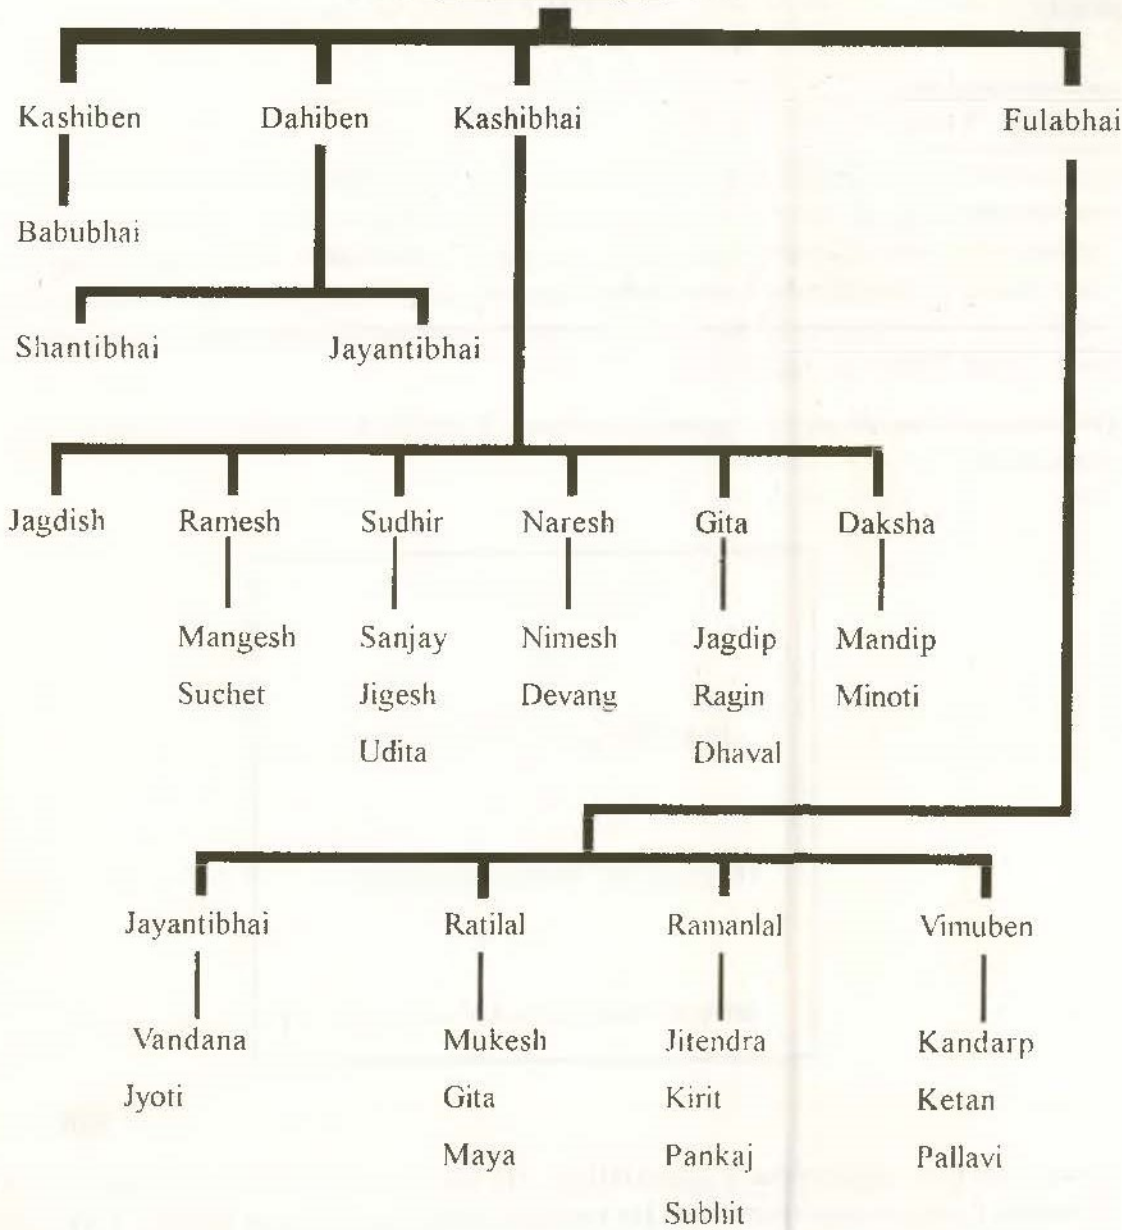 Kashiben Dahiben Kashibhai Fulabhai
Babubhai
Shantibhai Jayantibhai
Jagdish Ramesh Sudhir Naresh Gita Daksha
Mangesh Sanjay Nimesh Jagdip Mandip
Suchet Jigesh Devang Ragin Minoti
Udita Dhaval
Jayantibhai Ratilal Ramanlal Vimuben
Vandana Mukesh Jitendra Kandarp
Jyoti Gita Kirit Ketan
Maya Pankaj Pallavi
Subhit